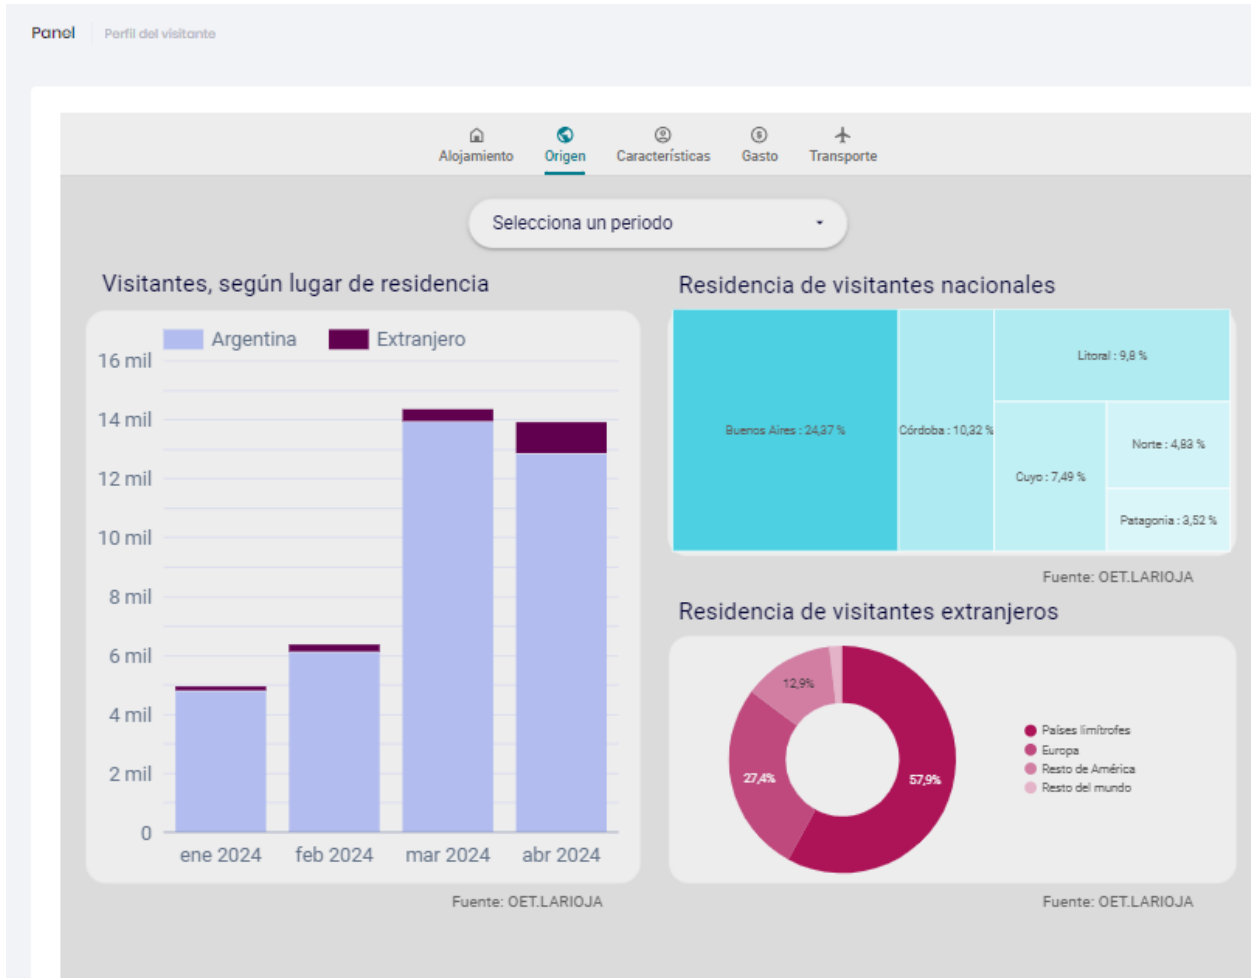 Panel Perfil del visitante
Alojamiento Origen Características Gasto Transporte
Selecciona un periodo
Visitantes, según lugar de residencia
Argentina Extranjero
16 mil
14 mil
12 mil
10 mil
8 mil
6 mil
4 mil
2 mil
0
ene 2024 feb 2024 mar 2024 abr 2024
Fuente: OET.LARIOJA
Residencia de visitantes nacionales
Buenos Aires : 24,37 %
Córdoba : 10,32 %
Litoral : 9,8 %
Cuyo : 7,49 %
Norte : 4,83 %
Patagonia : 3,52 %
Fuente: OET.LARIOJA
Residencia de visitantes extranjeros
12,9%
27,4%
57,9%
Países limítrofes
Europa
Resto de América
Resto del mundo
Fuente: OET.LARIOJA